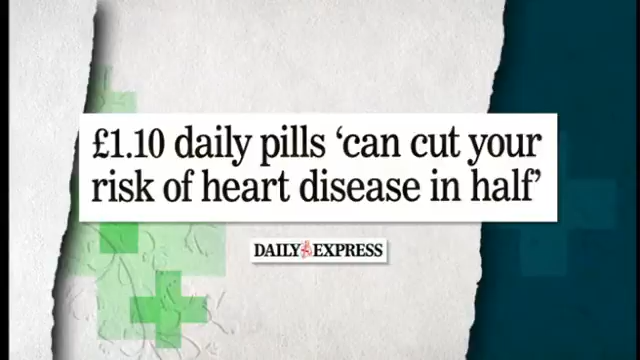 £1.10 daily pills ‘can cut your
risk of heart disease in half’
DAILY EXPRESS